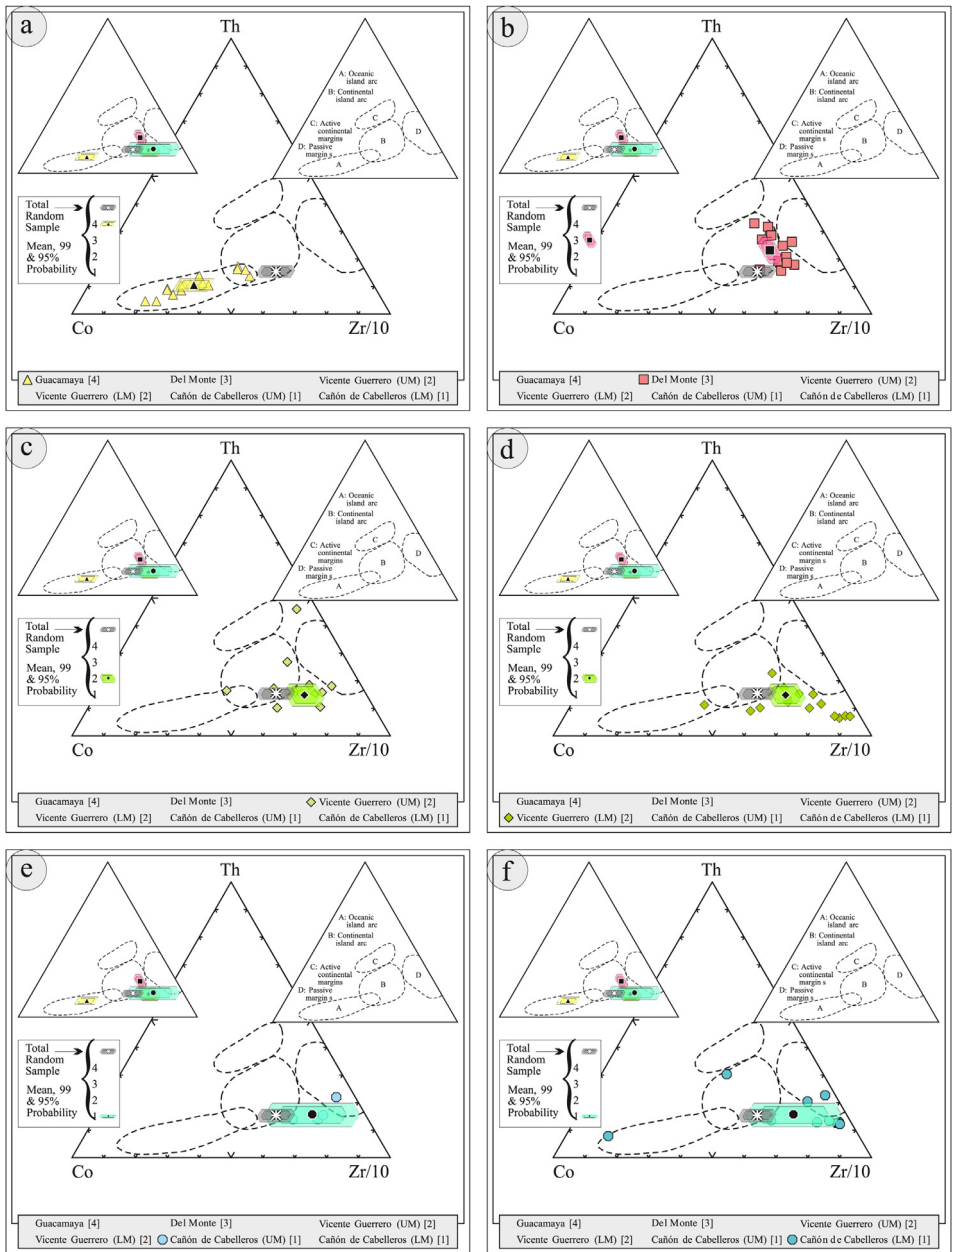 a
Th
A: Oceanic
island arc
B: Continental
island arc
C: Active
continental
margins
D: Passive
margin s
A
B
C
D
Total
Random
Sample
Mean, 99
& 95%
Probability
4
3
2
1
Co
Zr/10
Guacamaya [4]
Del Monte [3]
Vicente Guerrero (UM) [2]
Vicente Guerrero (LM) [2]
Cañón de Cabelleros (UM) [1]
Cañón de Cabelleros (LM) [1]
b
Th
A: Oceanic
island arc
B: Continental
island arc
C: Active
continental
margins
D: Passive
margin s
A
B
C
D
Total
Random
Sample
Mean, 99
& 95%
Probability
4
3
2
1
Co
Zr/10
Guacamaya [4]
Del Monte [3]
Vicente Guerrero (UM) [2]
Vicente Guerrero (LM) [2]
Cañón de Cabelleros (UM) [1]
Cañón de Cabelleros (LM) [1]
c
Th
A: Oceanic
island arc
B: Continental
island arc
C: Active
continental
margins
D: Passive
margin s
A
B
C
D
Total
Random
Sample
Mean, 99
& 95%
Probability
4
3
2
1
Co
Zr/10
Guacamaya [4]
Del Monte [3]
Vicente Guerrero (UM) [2]
Vicente Guerrero (LM) [2]
Cañón de Cabelleros (UM) [1]
Cañón de Cabelleros (LM) [1]
d
Th
A: Oceanic
island arc
B: Continental
island arc
C: Active
continental
margins
D: Passive
margin s
A
B
C
D
Total
Random
Sample
Mean, 99
& 95%
Probability
4
3
2
1
Co
Zr/10
Guacamaya [4]
Del Monte [3]
Vicente Guerrero (UM) [2]
Vicente Guerrero (LM) [2]
Cañón de Cabelleros (UM) [1]
Cañón de Cabelleros (LM) [1]
e
Th
A: Oceanic
island arc
B: Continental
island arc
C: Active
continental
margins
D: Passive
margin s
A
B
C
D
Total
Random
Sample
Mean, 99
& 95%
Probability
4
3
2
1
Co
Zr/10
Guacamaya [4]
Del Monte [3]
Vicente Guerrero (UM) [2]
Vicente Guerrero (LM) [2]
Cañón de Cabelleros (UM) [1]
Cañón de Cabelleros (LM) [1]
f
Th
A: Oceanic
island arc
B: Continental
island arc
C: Active
continental
margins
D: Passive
margin s
A
B
C
D
Total
Random
Sample
Mean, 99
& 95%
Probability
4
3
2
1
Co
Zr/10
Guacamaya [4]
Del Monte [3]
Vicente Guerrero (UM) [2]
Vicente Guerrero (LM) [2]
Cañón de Cabelleros (UM) [1]
Cañón de Cabelleros (LM) [1]